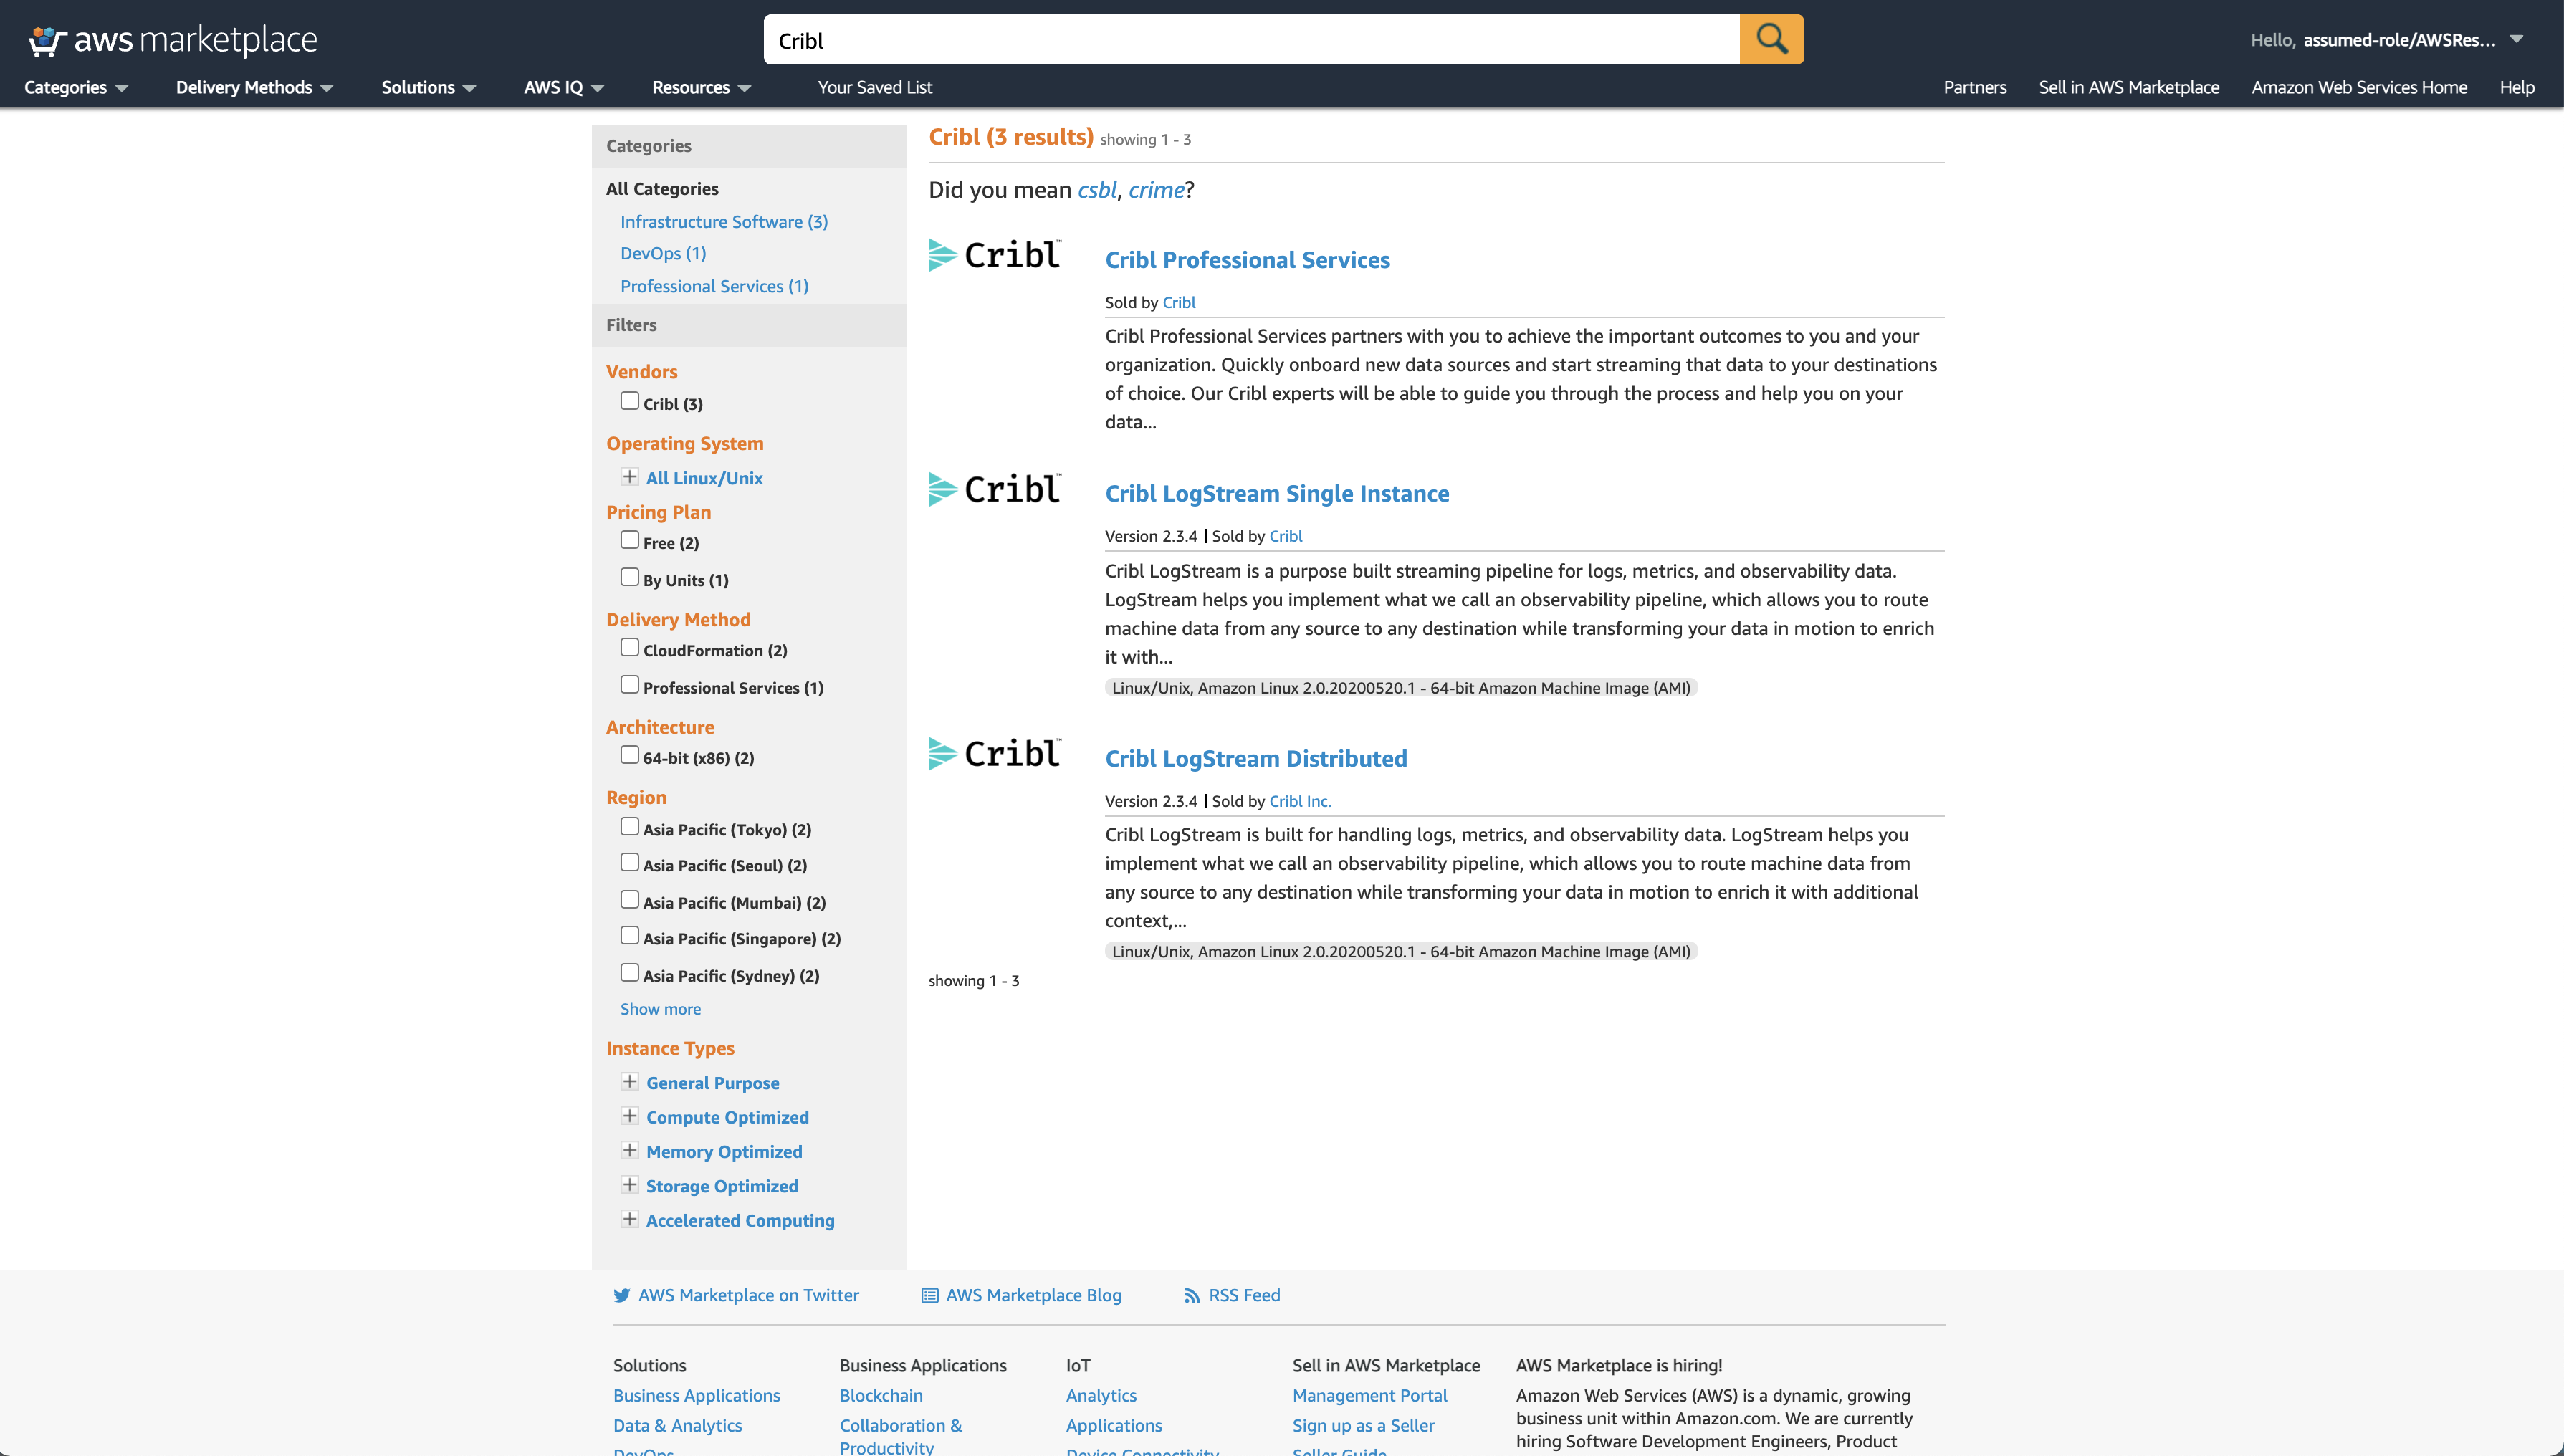 aws marketplace
Cribl
Hello, assumed-role/AWSRes...
Categories
Delivery Methods
Solutions
AWS IQ
Resources
Your Saved List
Partners
Sell in AWS Marketplace
Amazon Web Services Home
Help
Categories
All Categories
Infrastructure Software (3)
DevOps (1)
Professional Services (1)
Filters
Vendors
Cribl (3)
Operating System
All Linux/Unix
Pricing Plan
Free (2)
By Units (1)
Delivery Method
CloudFormation (2)
Professional Services (1)
Architecture
64-bit (x86) (2)
Region
Asia Pacific (Tokyo) (2)
Asia Pacific (Seoul) (2)
Asia Pacific (Mumbai) (2)
Asia Pacific (Singapore) (2)
Asia Pacific (Sydney) (2)
Show more
Instance Types
General Purpose
Compute Optimized
Memory Optimized
Storage Optimized
Accelerated Computing
Cribl (3 results) showing 1 - 3
Did you mean csbl, crime?
Cribl™
Cribl Professional Services
Sold by Cribl
Cribl Professional Services partners with you to achieve the important outcomes to you and your
organization. Quickly onboard new data sources and start streaming that data to your destinations
of choice. Our Cribl experts will be able to guide you through the process and help you on your
data...
Cribl™
Cribl LogStream Single Instance
Version 2.3.4 | Sold by Cribl
Cribl LogStream is a purpose built streaming pipeline for logs, metrics, and observability data.
LogStream helps you implement what we call an observability pipeline, which allows you to route
machine data from any source to any destination while transforming your data in motion to enrich
it with...
Linux/Unix, Amazon Linux 2.0.20200520.1 - 64-bit Amazon Machine Image (AMI)
Cribl™
Cribl LogStream Distributed
Version 2.3.4 | Sold by Cribl Inc.
Cribl LogStream is built for handling logs, metrics, and observability data. LogStream helps you
implement what we call an observability pipeline, which allows you to route machine data from
any source to any destination while transforming your data in motion to enrich it with additional
context,...
Linux/Unix, Amazon Linux 2.0.20200520.1 - 64-bit Amazon Machine Image (AMI)
showing 1 - 3
AWS Marketplace on Twitter
AWS Marketplace Blog
RSS Feed
Solutions
Business Applications
Data & Analytics
DevOps
Business Applications
Blockchain
Collaboration &
Productivity
IoT
Analytics
Applications
Device Connectivity
Sell in AWS Marketplace
Management Portal
Sign up as a Seller
Seller Guide
AWS Marketplace is hiring!
Amazon Web Services (AWS) is a dynamic, growing
business unit within Amazon.com. We are currently
hiring Software Development Engineers, Product